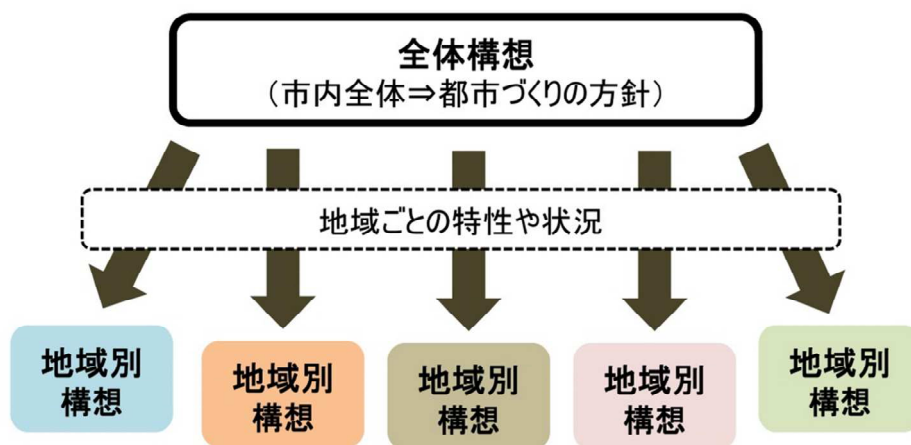 全体構想
（市内全体⇒都市づくりの方針）
地域ごとの特性や状況
地域別
構想
地域別
構想
地域別
構想
地域別
構想
地域別
構想